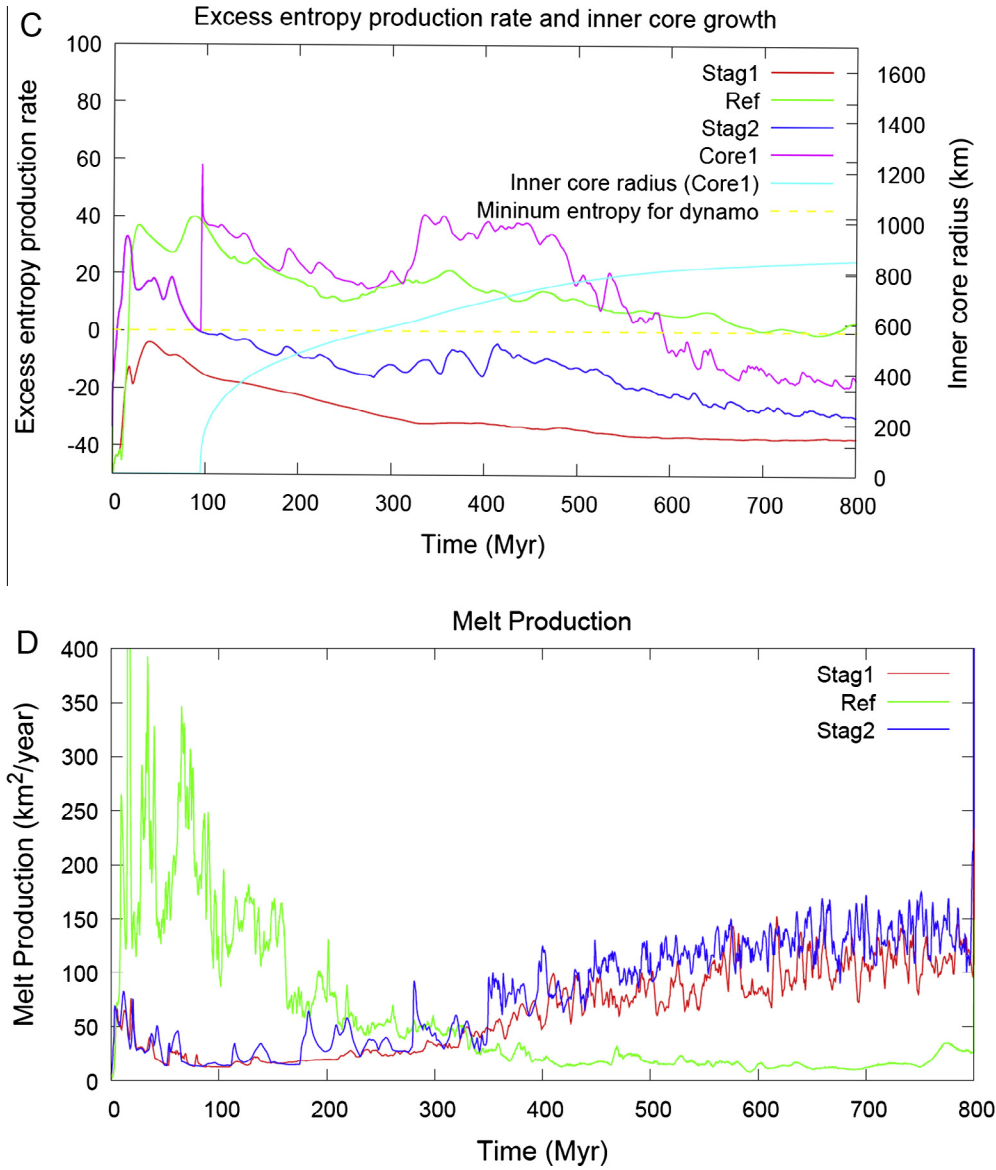 C
Excess entropy production rate and inner core growth
100
80
60
40
20
0
-20
-40
Excess entropy production rate
Stag1
Ref
Stag2
Core1
Inner core radius (Core1)
Mininum entropy for dynamo
1600
1400
1200
1000
800
600
400
200
0
Inner core radius (km)
0 100 200 300 400 500 600 700 800
Time (Myr)
D
Melt Production
400
350
300
250
200
150
100
50
0
Melt Production (km²/year)
Stag1
Ref
Stag2
0 100 200 300 400 500 600 700 800
Time (Myr)